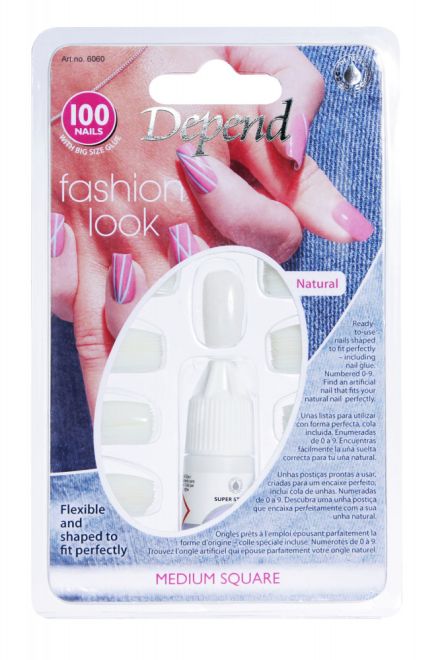 Art no. 6060
100
NAILS
WITH BIG SIZE GLUE
Depend
fashion
look
Natural
Ready-
to-use
nails shaped
to fit perfectly
– including
nail glue.
Numbered 0-9.
Find an artificial
nail that fits your
natural nail perfectly.
Unas listas para utilizar
con forma perfecta, cola
incluida. Enumeradas
de 0 a 9. Encuentras
fácilmente la uña suelta
correcta para tu uña natural.
Unhas postiças prontas a usar,
criadas para um encaixe perfeito;
inclui cola de unhas. Numeradas
de 0 a 9. Descubra uma unha postiça
que encaixa perfeitamente com a sua
unha natural.
Ongles prêts à l'emploi épousant parfaitement la
forme d'origine – colle spéciale incluse. Numérotés de 0 à 9.
Trouvez l'ongle artificiel qui épouse parfaitement votre ongle naturel.
SUPER ST
Flexible
and
shaped to
fit perfectly
MEDIUM SQUARE